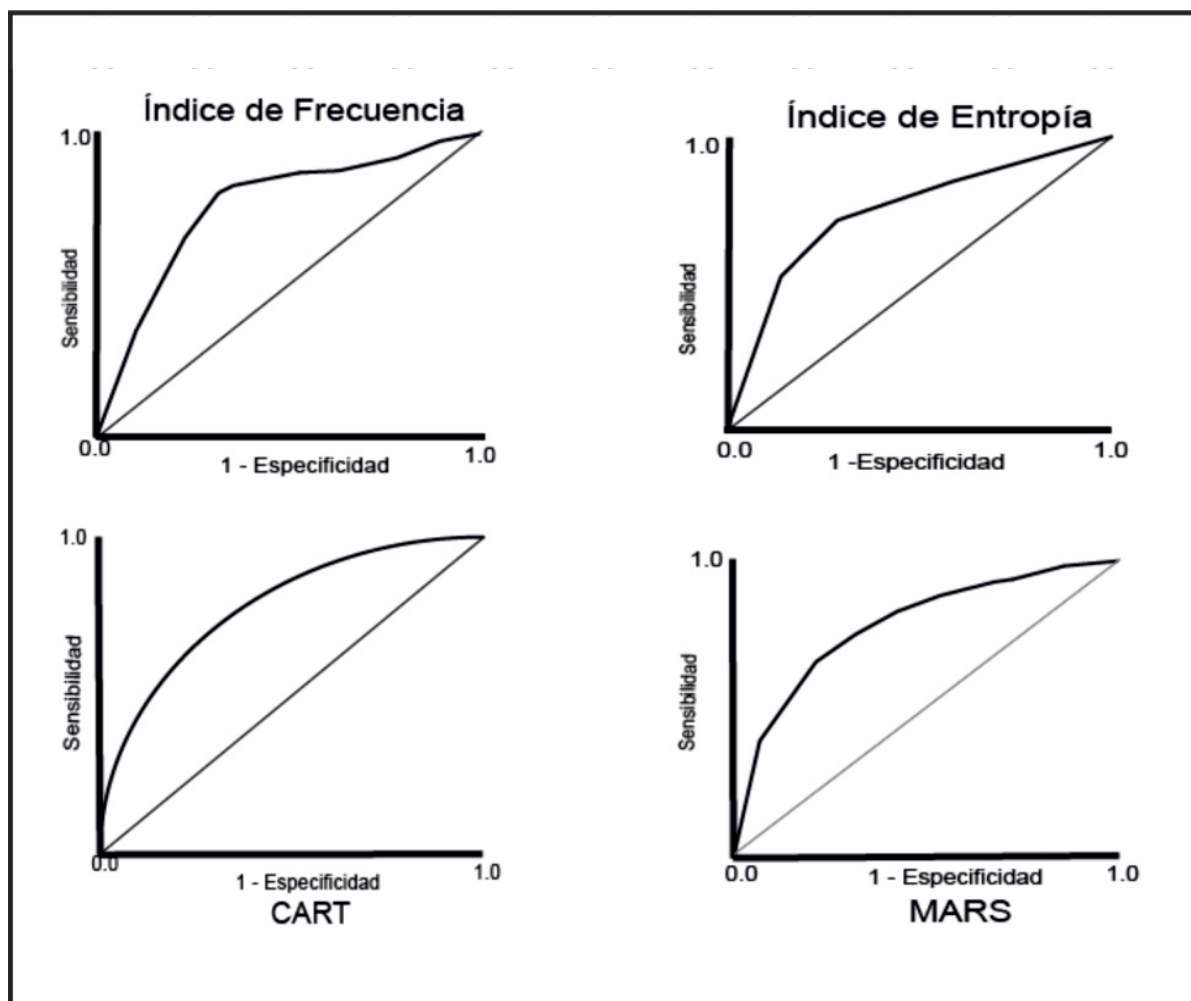 Índice de Frecuencia
1.0
Sensibilidad
0.0
1.0
1 - Especificidad
Índice de Entropía
1.0
Sensibilidad
0.0
1.0
1 -Especificidad
1.0
Sensibilidad
0.0
1.0
1 - Especificidad
CART
1.0
Sensibilidad
0.0
1.0
1 - Especificidad
MARS